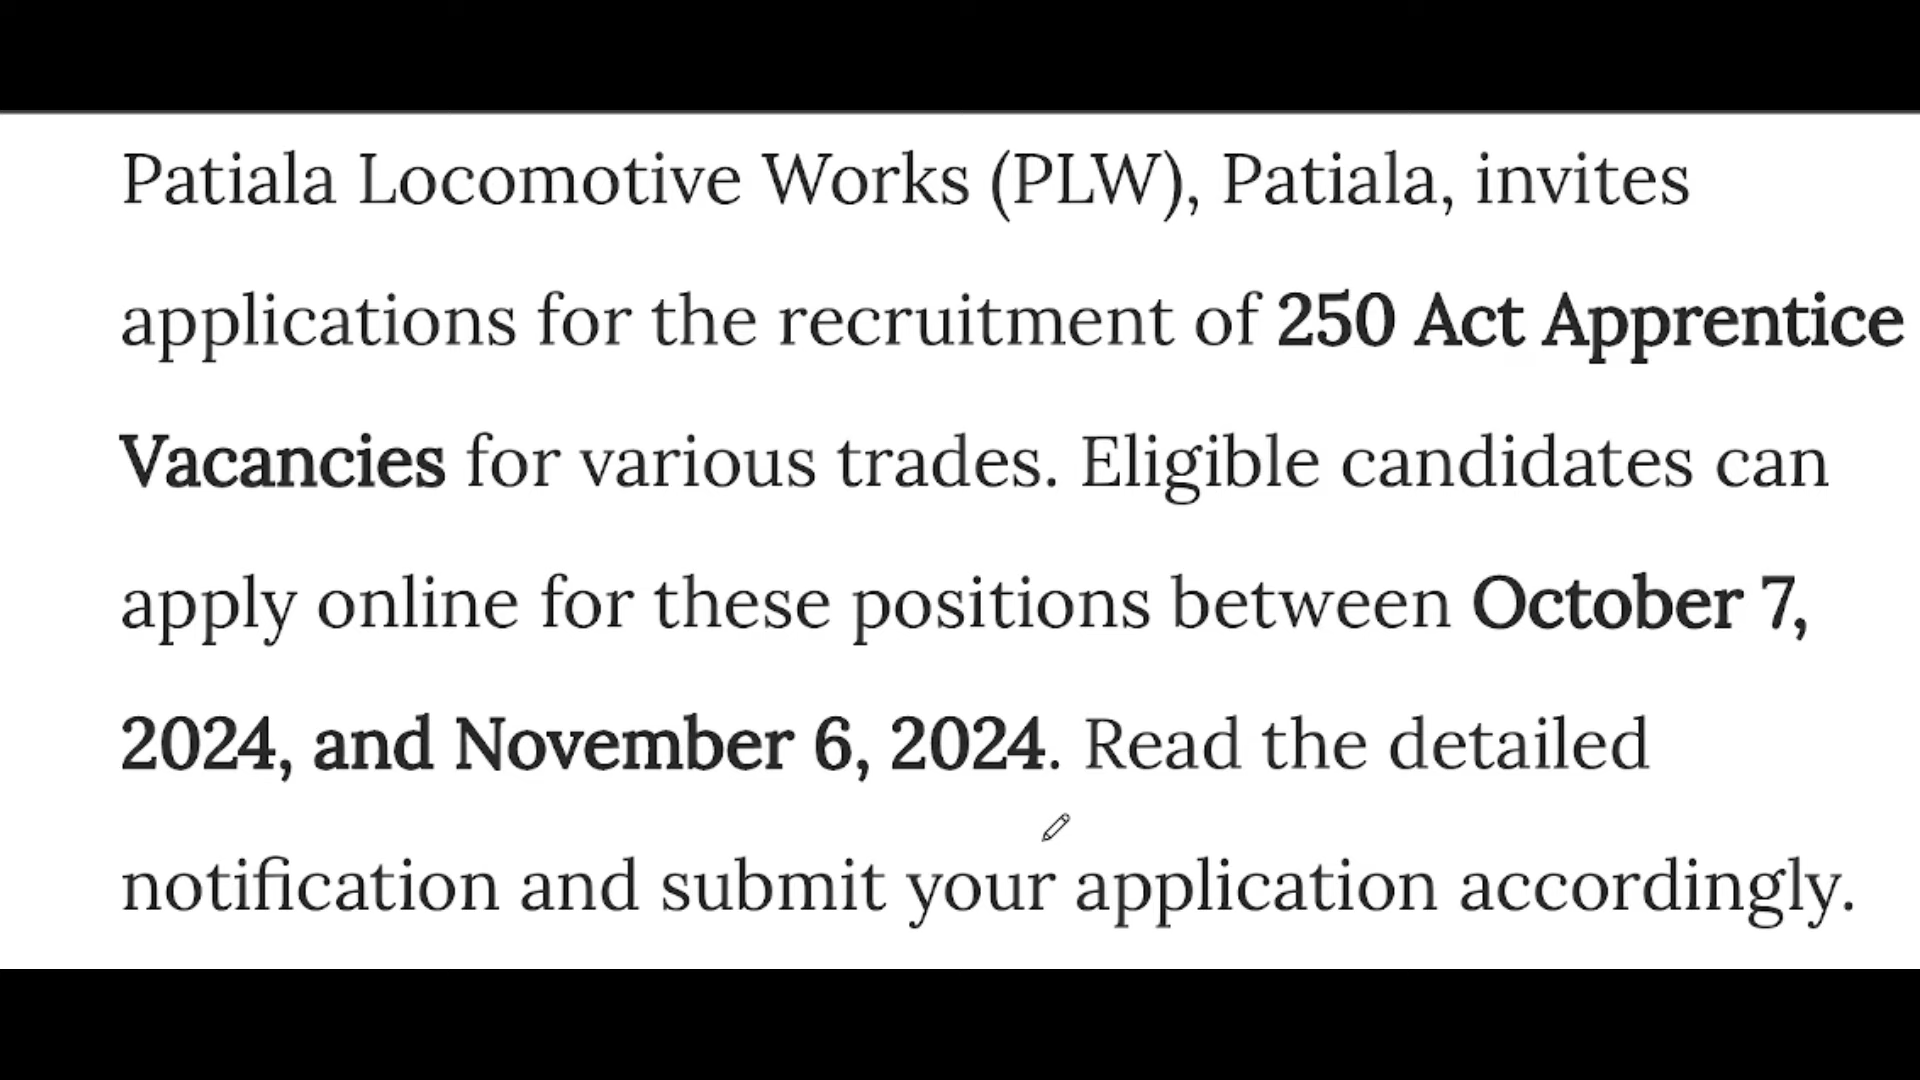 Patiala Locomotive Works (PLW), Patiala, invites
applications for the recruitment of 250 Act Apprentice
Vacancies for various trades. Eligible candidates can
apply online for these positions between October 7,
2024, and November 6, 2024. Read the detailed
notification and submit your application accordingly.